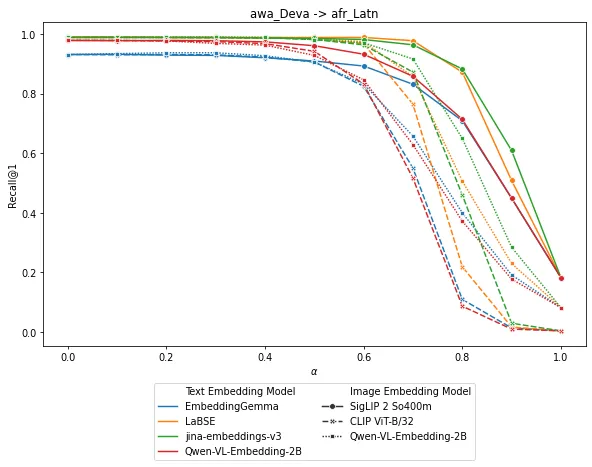 awa_Deva -> afr_Latn
Recall@1
1.0
0.8
0.6
0.4
0.2
0.0
0.0 0.2 0.4 0.6 0.8 1.0
α
Text Embedding Model
EmbeddingGemma
LaBSE
jina-embeddings-v3
Qwen-VL-Embedding-2B
Image Embedding Model
SigLIP 2 So400m
CLIP ViT-B/32
Qwen-VL-Embedding-2B